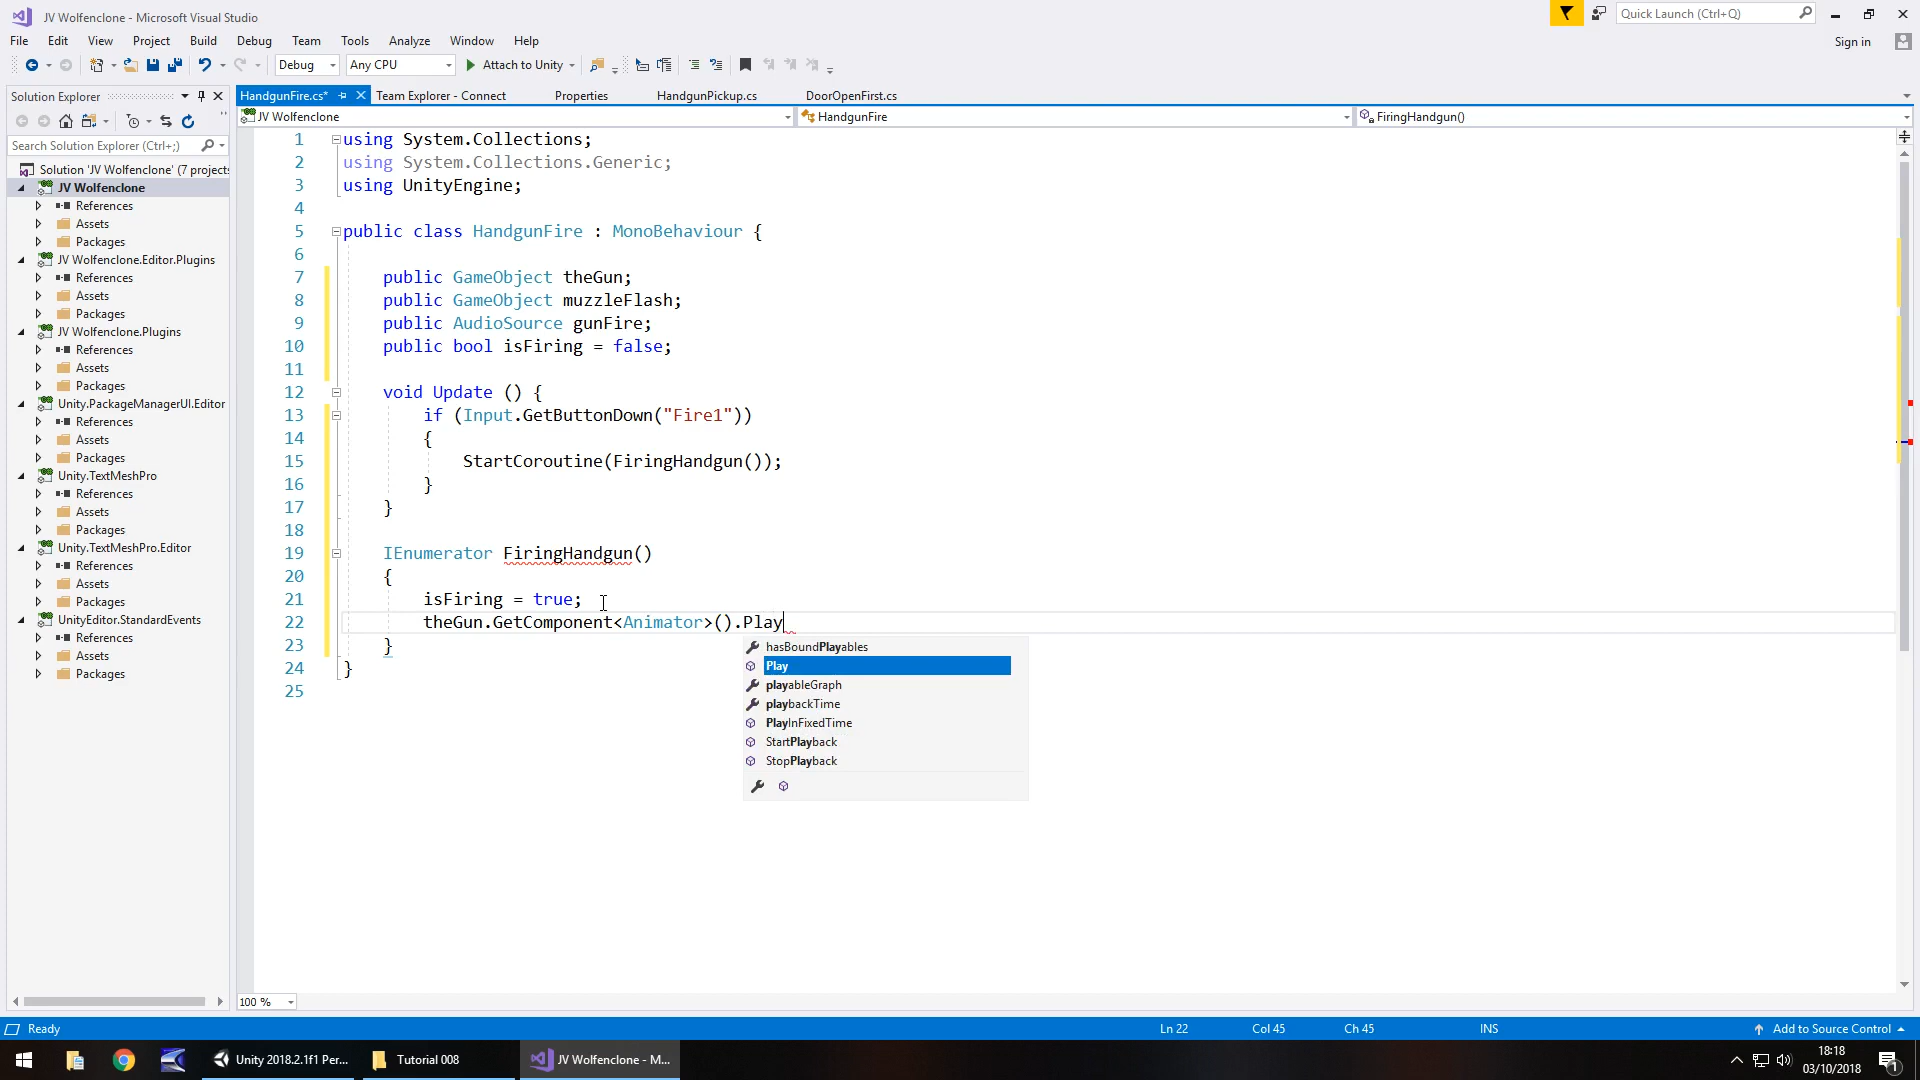 JV Wolfenclone - Microsoft Visual Studio
Quick Launch (Ctrl+Q)
File Edit View Project Build Debug Team Tools Analyze Window Help
Sign in
Debug Any CPU Attach to Unity
Solution Explorer
HandgunFire.cs* Team Explorer - Connect Properties HandgunPickup.cs DoorOpenFirst.cs
JV Wolfenclone HandgunFire FiringHandgun()
Search Solution Explorer (Ctrl+;)
Solution 'JV Wolfenclone' (7 projects
JV Wolfenclone
References
Assets
Packages
JV Wolfenclone.Editor.Plugins
References
Assets
Packages
JV Wolfenclone.Plugins
References
Assets
Packages
Unity.PackageManagerUI.Editor
References
Assets
Packages
Unity.TextMeshPro
References
Assets
Packages
Unity.TextMeshPro.Editor
References
Assets
Packages
UnityEditor.StandardEvents
References
Assets
Packages
1 using System.Collections;
2 using System.Collections.Generic;
3 using UnityEngine;
4
5 public class HandgunFire : MonoBehaviour {
6
7 public GameObject theGun;
8 public GameObject muzzleFlash;
9 public AudioSource gunFire;
10 public bool isFiring = false;
11
12 void Update () {
13 if (Input.GetButtonDown("Fire1"))
14 {
15 StartCoroutine(FiringHandgun());
16 }
17 }
18
19 IEnumerator FiringHandgun()
20 {
21 isFiring = true;
22 theGun.GetComponent<Animator>().Play
23 }
24 }
25
hasBoundPlayables
Play
playableGraph
playbackTime
PlayInFixedTime
StartPlayback
StopPlayback
100 %
Ready Ln 22 Col 45 Ch 45 INS Add to Source Control
Unity 2018.2.1f1 Per... Tutorial 008 JV Wolfenclone - M...
18:18
03/10/2018
1